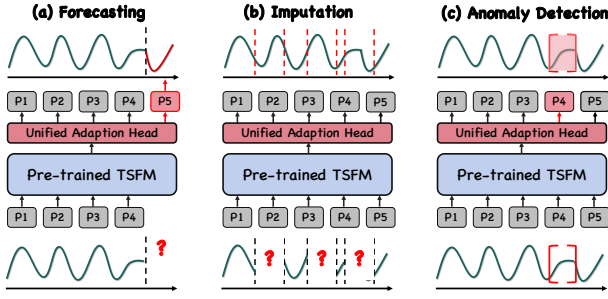 (a) Forecasting
P1 P2 P3 P4 P5
Unified Adaption Head
Pre-trained TSFM
P1 P2 P3 P4
?
(b) Imputation
P1 P2 P3 P4 P5
Unified Adaption Head
Pre-trained TSFM
P1 P2 P3 P4 P5
? ? ?
(c) Anomaly Detection
P1 P2 P3 P4 P5
Unified Adaption Head
Pre-trained TSFM
P1 P2 P3 P4 P5